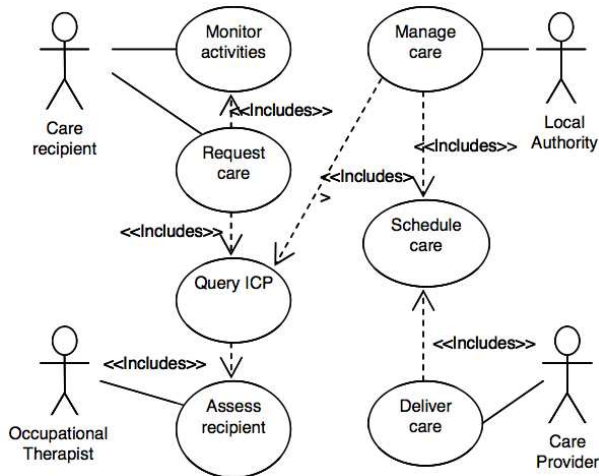 Monitor
activities
Manage
care
<<Includes>>
Care
recipient
Local
Authority
Request
care
<<Includes>>
<<Includes>
>
<<Includes>>
Schedule
care
Query ICP
<<Includes>>
<<Includes>>
Assess
recipient
Deliver
care
Occupational
Therapist
Care
Provider